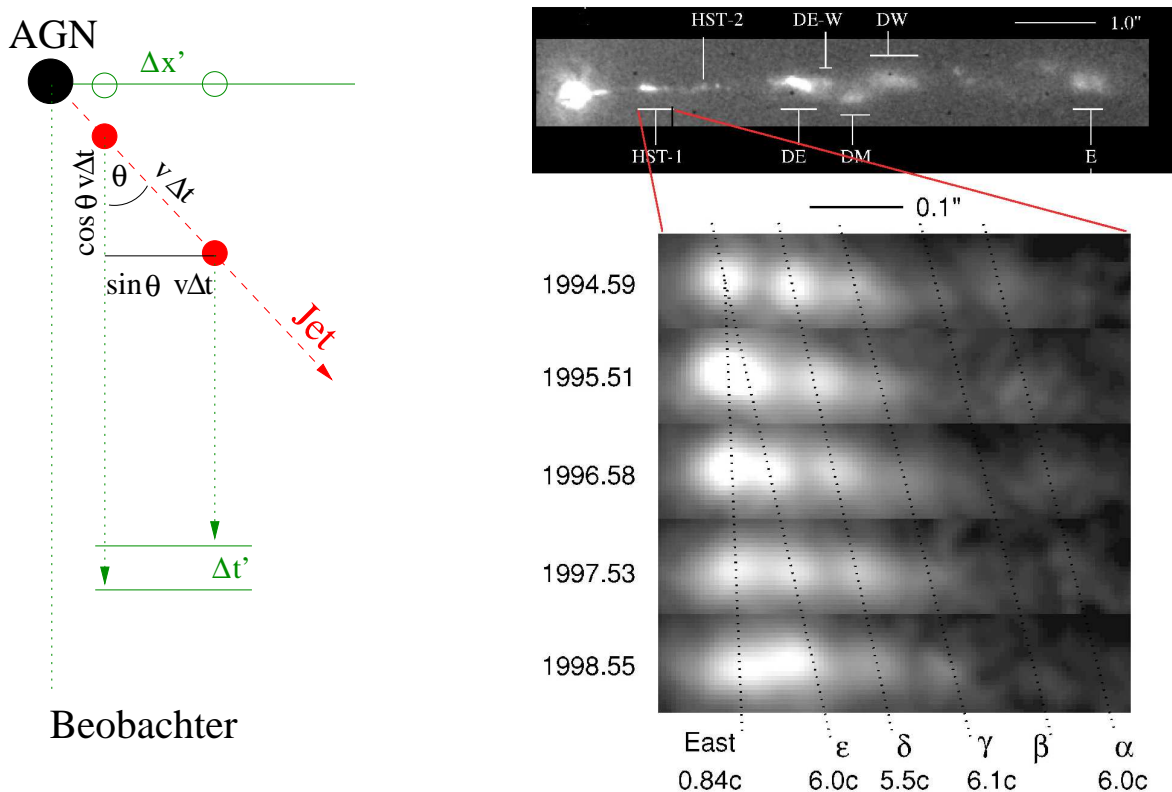 AGN
Δx'
θ
vΔt
cos θ vΔt
sinθ vΔt
Jet
Δt'
Beobachter
HST-2 DE-W DW 1.0"
HST-1 DE DM E
0.1"
1994.59
1995.51
1996.58
1997.53
1998.55
East ε δ γ β α
0.84c 6.0c 5.5c 6.1c 6.0c